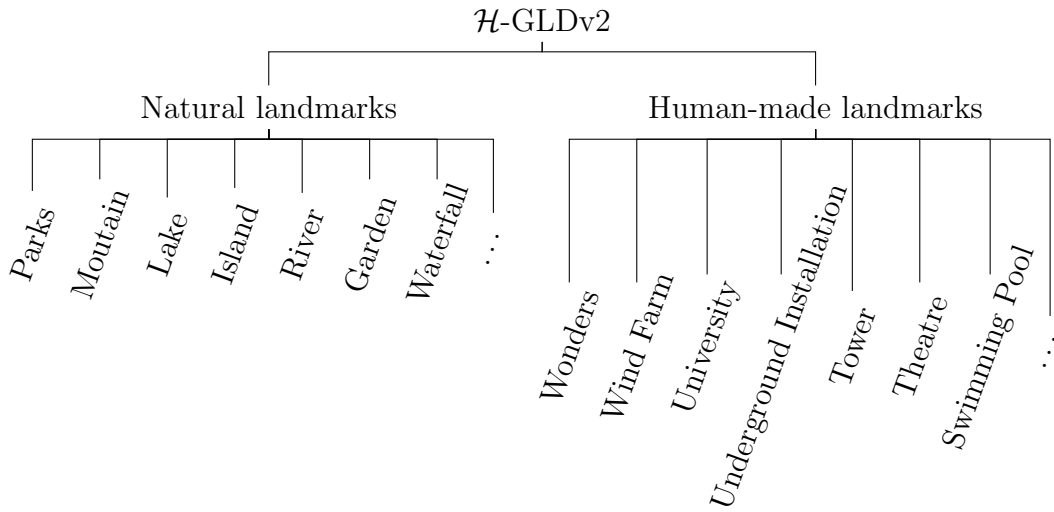 ℋ-GLDv2
Natural landmarks
Human-made landmarks
Parks
Moutain
Lake
Island
River
Garden
Waterfall
...
Wonders
Wind Farm
University
Underground Installation
Tower
Theatre
Swimming Pool
...